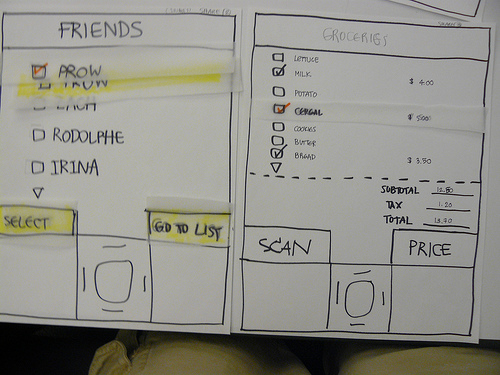 FRIENDS
PROW
ZACH
RODOLPHE
IRINA
SELECT
GO TO LIST
GROCERIES
LETTUCE
MILK $ 4.00
POTATO
CEREAL $ 5.00
COOKIES
BUTTER
BREAD $ 3.50
SUBTOTAL 12.50
TAX 1.20
TOTAL 13.70
SCAN
PRICE